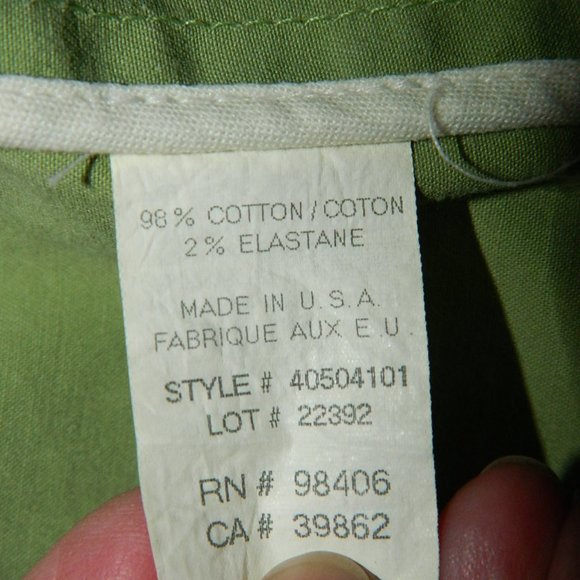 98% COTTON/COTON
2% ELASTANE
MADE IN U.S.A.
FABRIQUE AUX E.U.
STYLE # 40504101
LOT # 22392
RN # 98406
CA # 39862